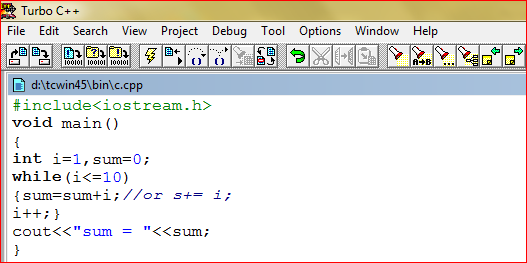 Turbo C++
File Edit Search View Project Debug Tool Options Window Help
A→B
d:\tcwin45\bin\c.cpp
#include<iostream.h>
void main()
{
int i=1,sum=0;
while(i<=10)
{sum=sum+i;//or s+= i;
i++;}
cout<<"sum = "<<sum;
}